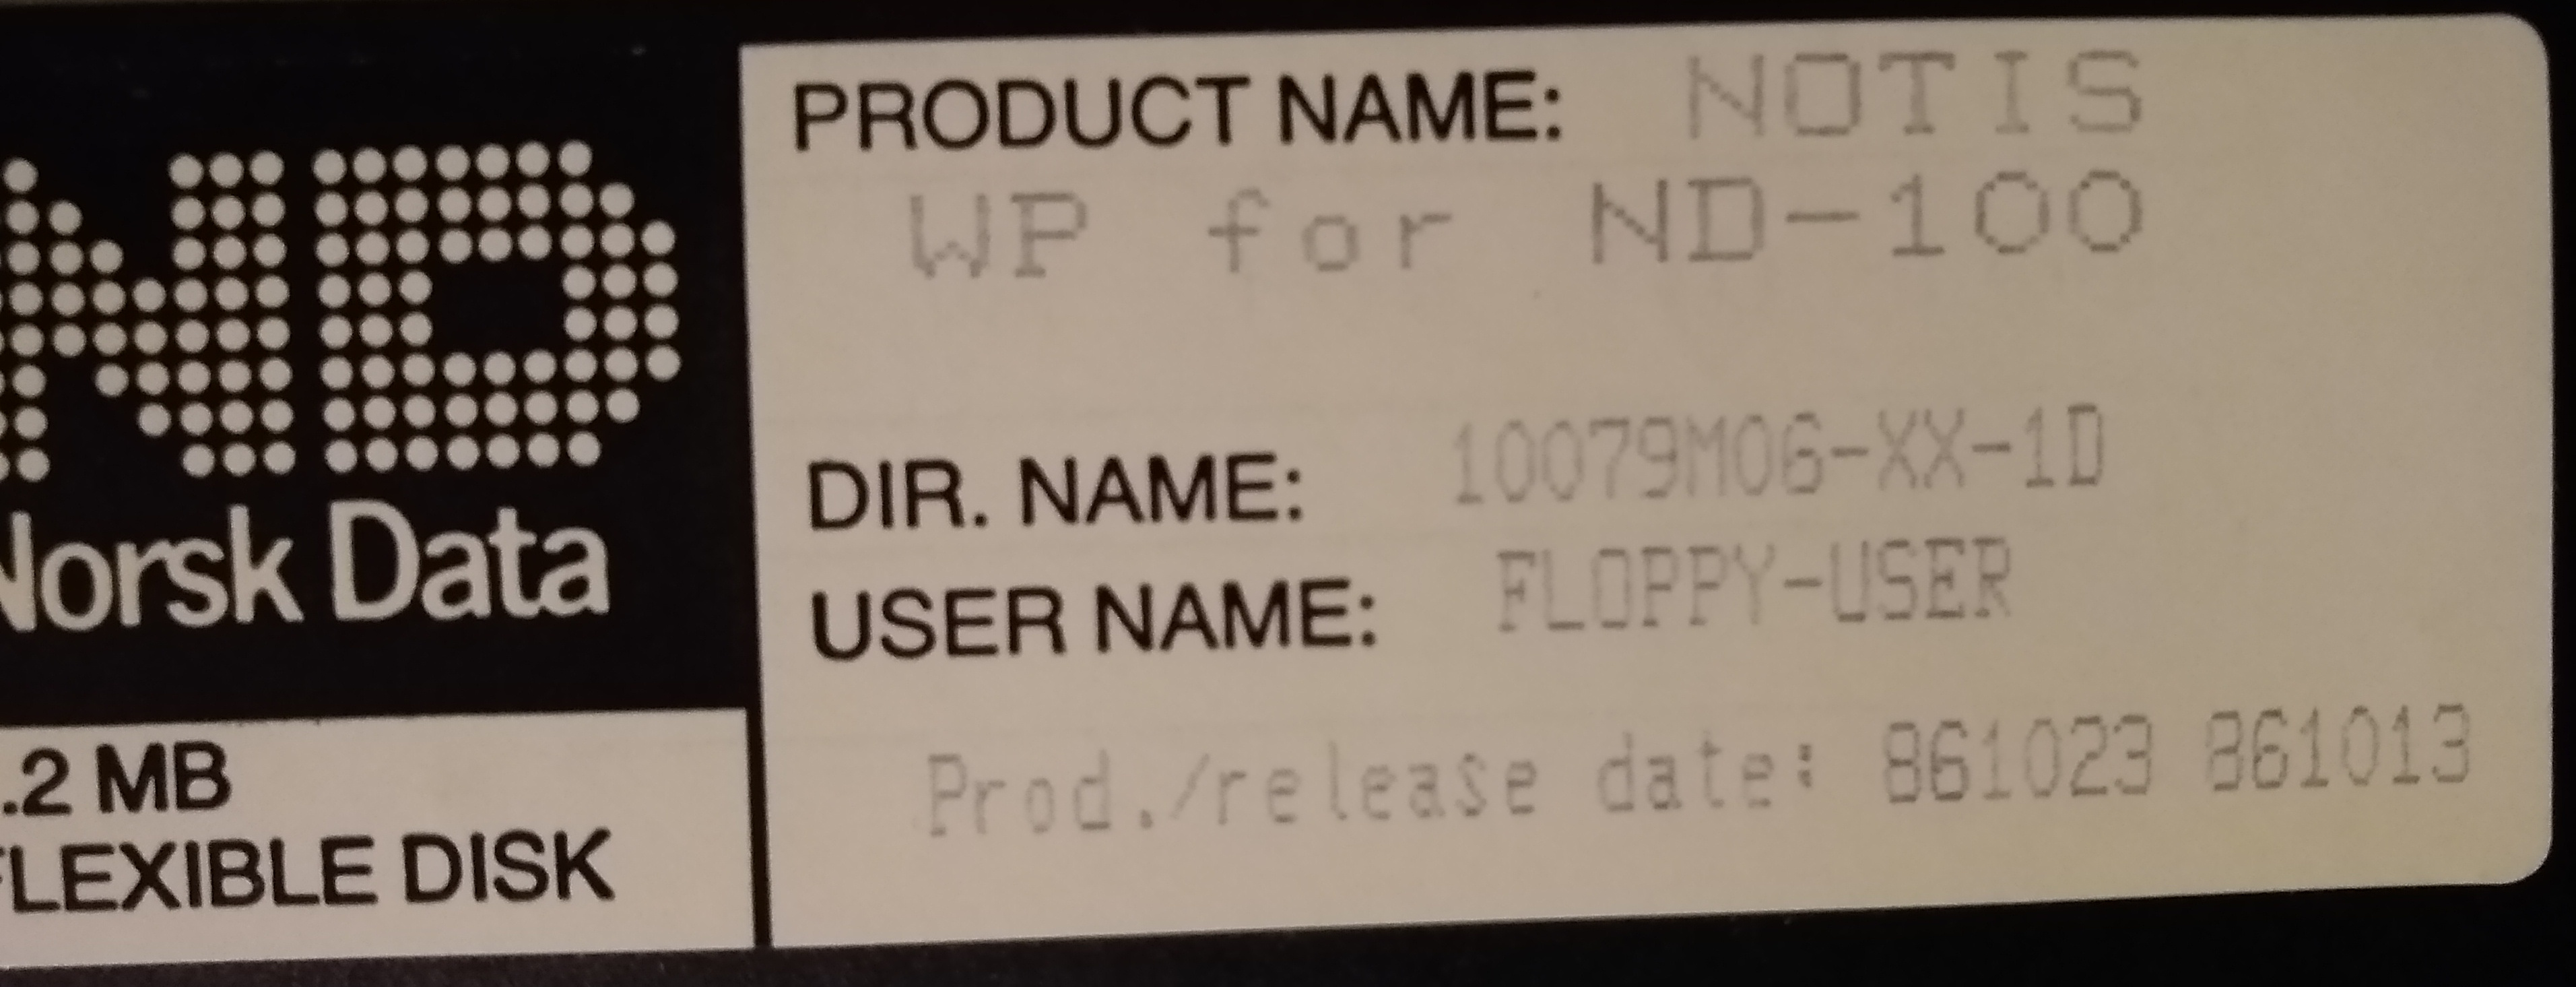 ND
Norsk Data
.2 MB
FLEXIBLE DISK
PRODUCT NAME: NOTIS
WP for ND-100
DIR. NAME: 10079M06-XX-1D
USER NAME: FLOPPY-USER
Prod./release date: 861023 861013